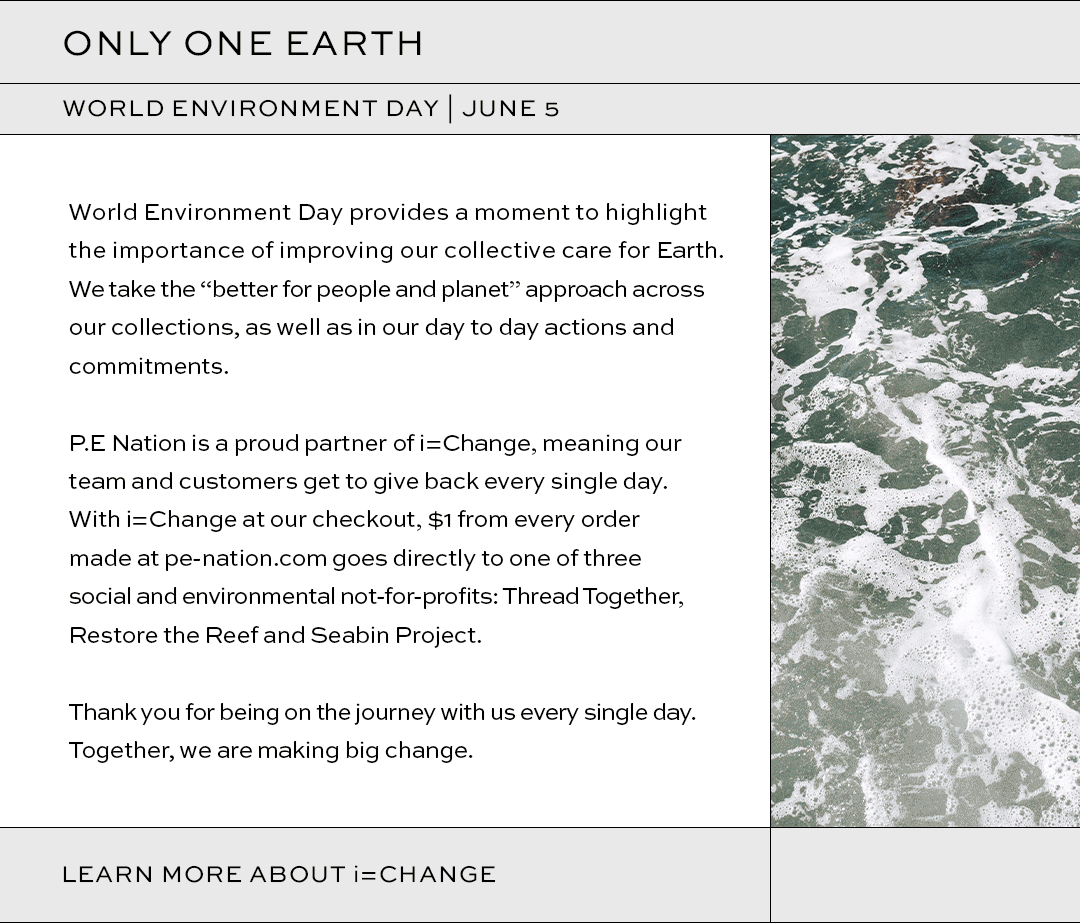 ONLY ONE EARTH
WORLD ENVIRONMENT DAY | JUNE 5
World Environment Day provides a moment to highlight
the importance of improving our collective care for Earth.
We take the “better for people and planet” approach across
our collections, as well as in our day to day actions and
commitments.
P.E Nation is a proud partner of i=Change, meaning our
team and customers get to give back every single day.
With i=Change at our checkout, $1 from every order
made at pe-nation.com goes directly to one of three
social and environmental not-for-profits: Thread Together,
Restore the Reef and Seabin Project.
Thank you for being on the journey with us every single day.
Together, we are making big change.
LEARN MORE ABOUT i=CHANGE